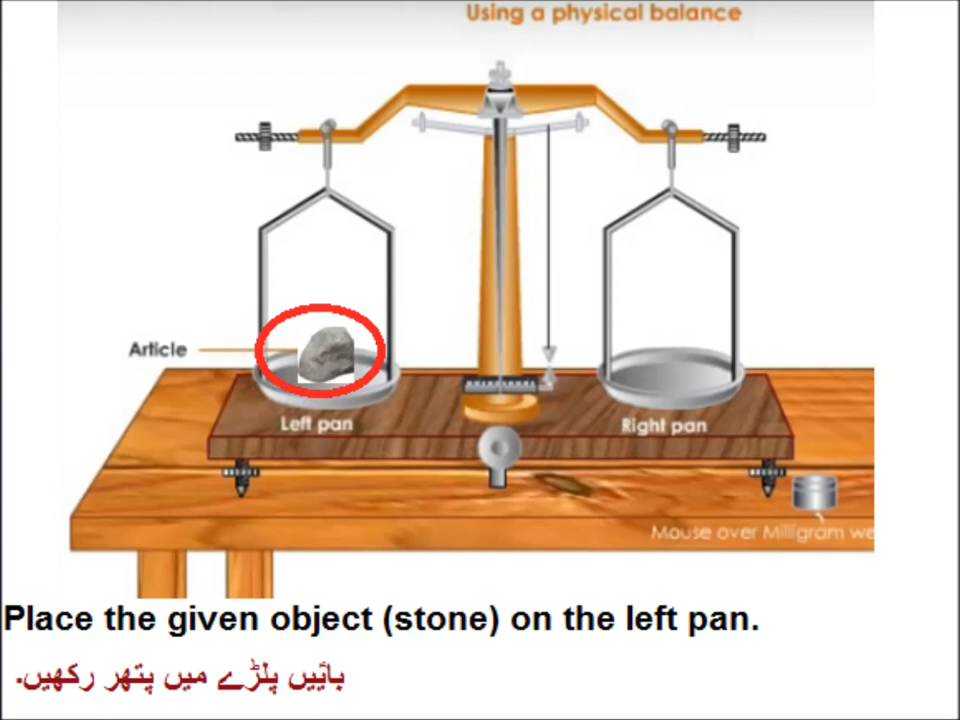 Using a physical balance
Article
Left pan
Right pan
Mouse over Milligram we
Place the given object (stone) on the left pan.
بائیں پلڑے میں پتھر رکھیں۔